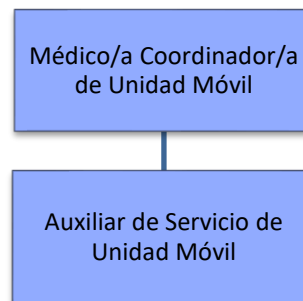 Médico/a Coordinador/a
de Unidad Móvil
Auxiliar de Servicio de
Unidad Móvil